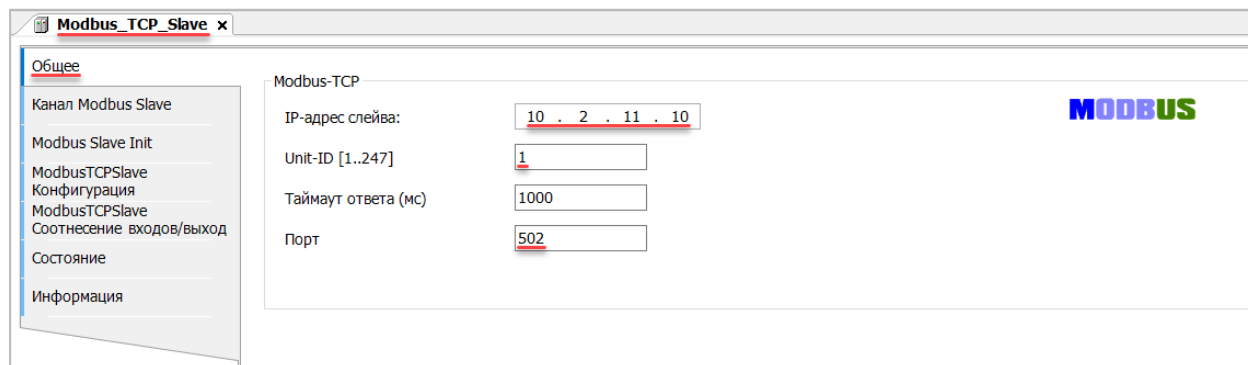 Modbus_TCP_Slave x
Общее
Канал Modbus Slave
Modbus Slave Init
ModbusTCPSlave
Конфигурация
ModbusTCPSlave
Соотнесение входов/выход
Состояние
Информация
Modbus-TCP
IP-адрес слейва: 10 . 2 . 11 . 10
Unit-ID [1..247] 1
Таймаут ответа (мс) 1000
Порт 502
MODBUS